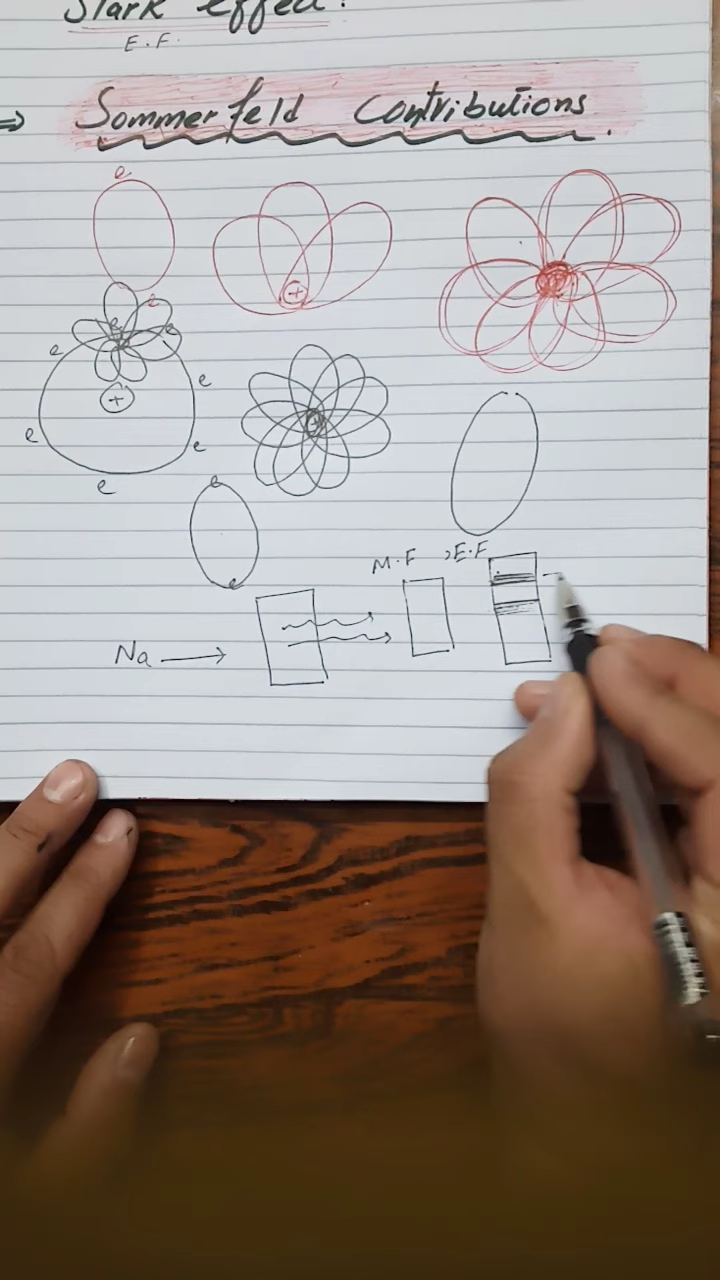 Stark effect.
E.F.
⇒ Sommerfeld Contributions.
e
+
e
e
e
+
e
e
e
e
e
e
M.F , E.F
Na →